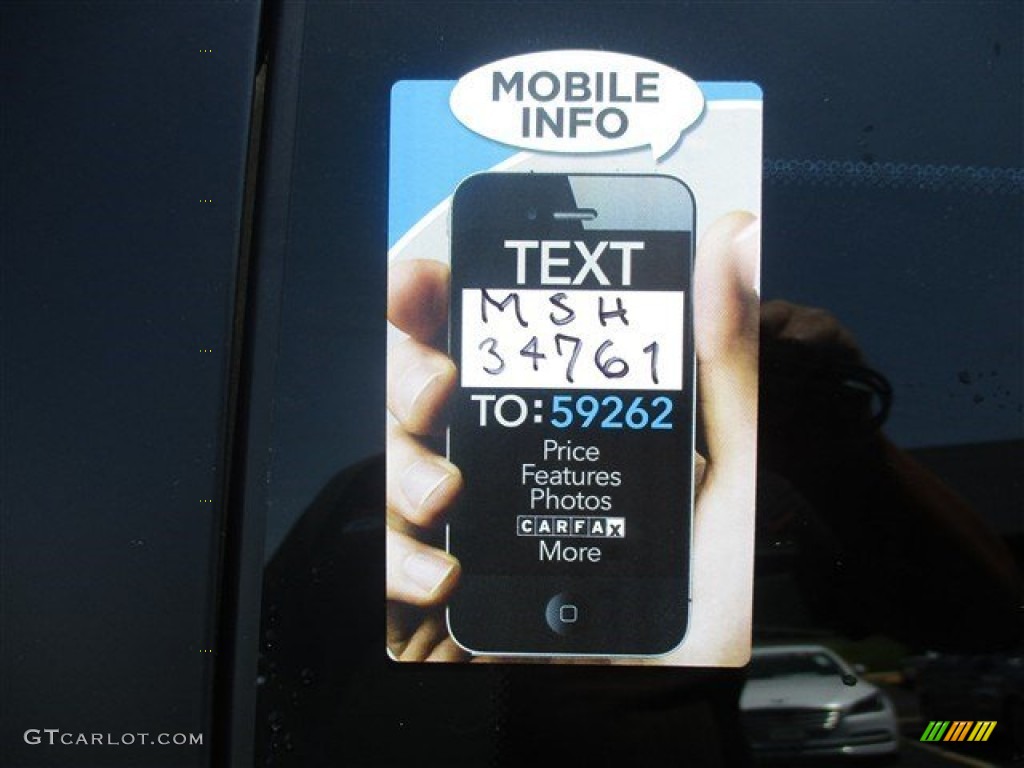 MOBILE
INFO
TEXT
MSH
34761
TO: 59262
Price
Features
Photos
CARFAX
More
GTCARLOT.COM